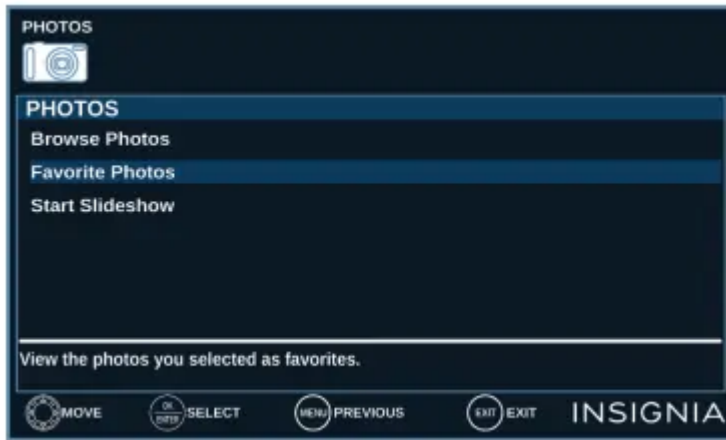 PHOTOS
PHOTOS
Browse Photos
Favorite Photos
Start Slideshow
View the photos you selected as favorites.
MOVE OK ENTER SELECT MENU PREVIOUS EXIT EXIT INSIGNIA